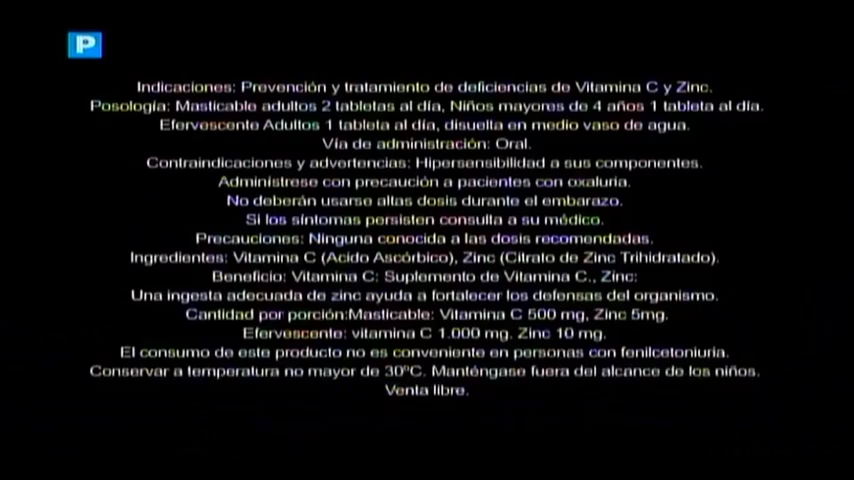 P
Indicaciones: Prevención y tratamiento de deficiencias de Vitamina C y Zinc.
Posología: Masticable adultos 2 tabletas al día, Niños mayores de 4 años 1 tableta al día.
Efervescente Adultos 1 tableta al día, disuelta en medio vaso de agua.
Vía de administración: Oral.
Contraindicaciones y advertencias: Hipersensibilidad a sus componentes.
Adminístrese con precaución a pacientes con oxaluria.
No deberán usarse altas dosis durante el embarazo.
Si los síntomas persisten consulta a su médico.
Precauciones: Ninguna conocida a las dosis recomendadas.
Ingredientes: Vitamina C (Acido Ascórbico), Zinc (Citrato de Zinc Trihidratado).
Beneficio: Vitamina C: Suplemento de Vitamina C., Zinc:
Una ingesta adecuada de zinc ayuda a fortalecer los defensas del organismo.
Cantidad por porción:Masticable: Vitamina C 500 mg, Zinc 5mg.
Efervescente: vitamina C 1.000 mg. Zinc 10 mg.
El consumo de este producto no es conveniente en personas con fenilcetoniuria.
Conservar a temperatura no mayor de 30ºC. Manténgase fuera del alcance de los niños.
Venta libre.